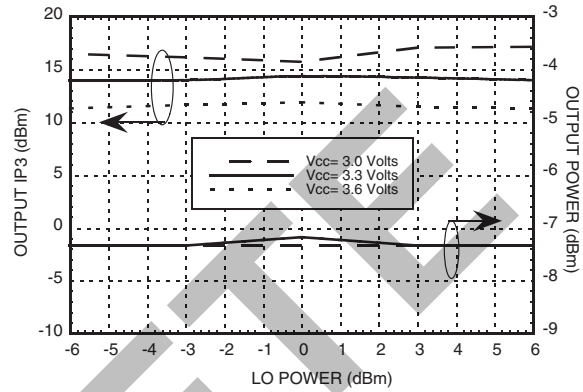 20
15
10
5
0
-5
-10
OUTPUT IP3 (dBm)
-3
-4
-5
-6
-7
-8
-9
OUTPUT POWER (dBm)
Vcc= 3.0 Volts
Vcc= 3.3 Volts
Vcc= 3.6 Volts
-6 -5 -4 -3 -2 -1 0 1 2 3 4 5 6
LO POWER (dBm)